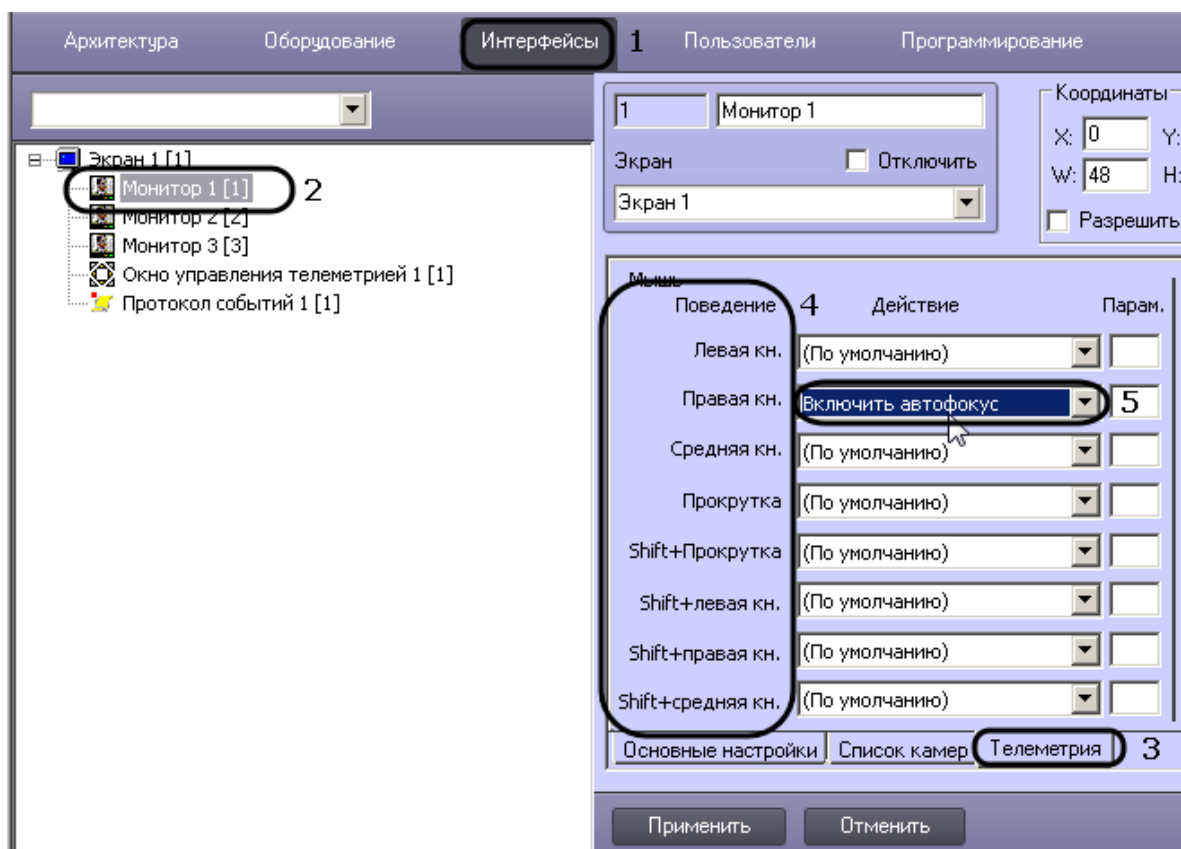 Архитектура Оборудование Интерфейсы 1 Пользователи Программирование
Экран 1 [1]
Монитор 1 [1] 2
Монитор 2 [2]
Монитор 3 [3]
Окно управления телеметрией 1 [1]
Протокол событий 1 [1]
1 Монитор 1
Экран Отключить
Экран 1
Координаты
X: 0 Y:
W: 48 H:
Разрешить
Мышь
Поведение 4 Действие Парам.
Левая кн. (По умолчанию)
Правая кн. Включить автофокус 5
Средняя кн. (По умолчанию)
Прокрутка (По умолчанию)
Shift+Прокрутка (По умолчанию)
Shift+левая кн. (По умолчанию)
Shift+правая кн. (По умолчанию)
Shift+средняя кн. (По умолчанию)
Основные настройки Список камер Телеметрия 3
Применить Отменить